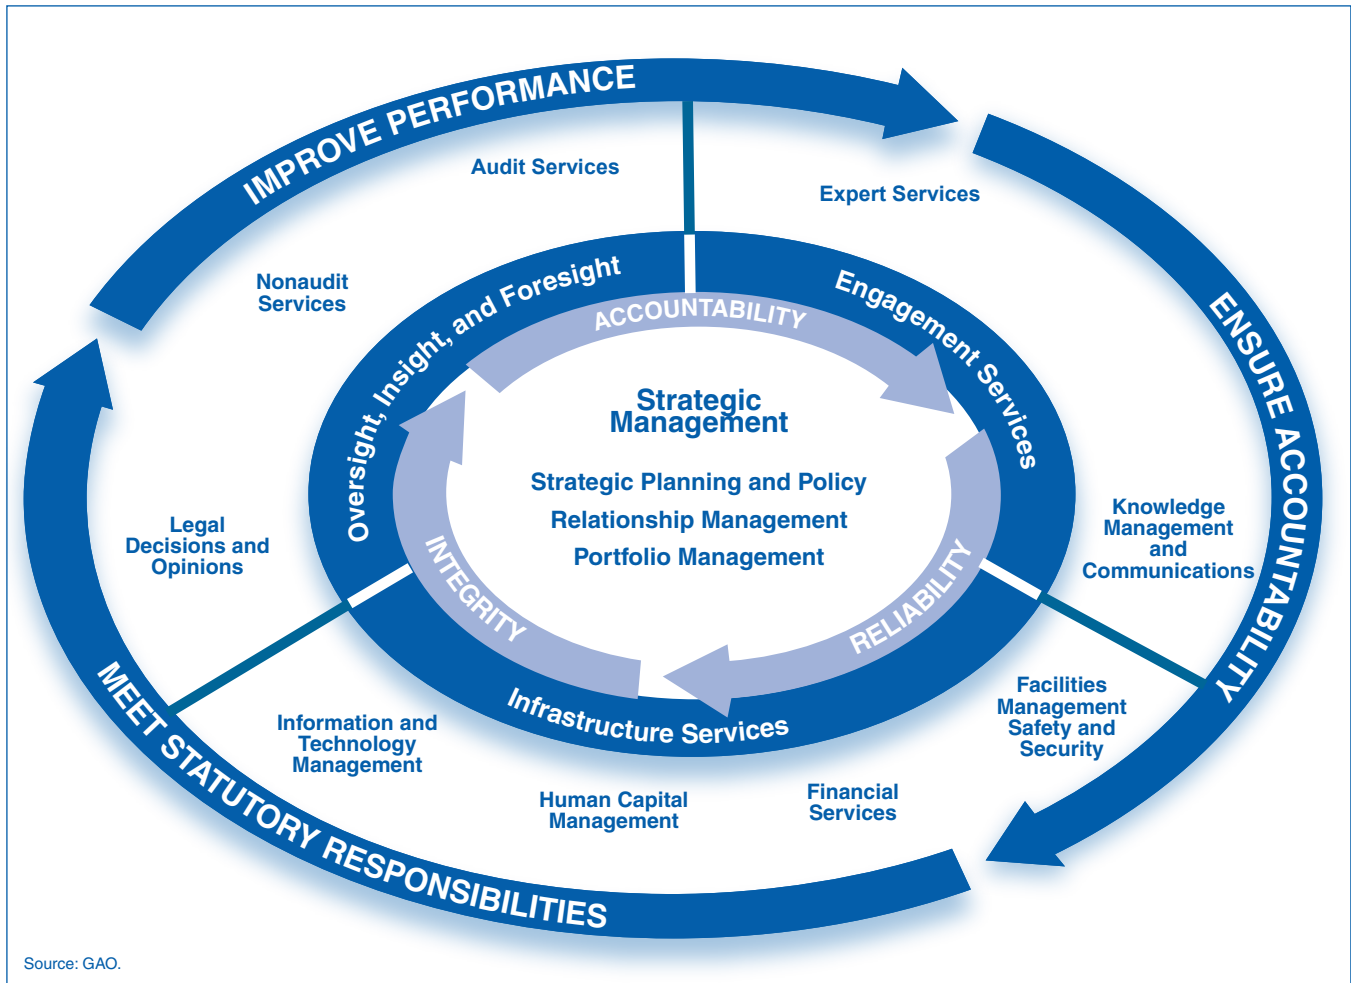 IMPROVE PERFORMANCE
Audit Services
Expert Services
Nonaudit
Services
Oversight, Insight, and Foresight
Engagement Services
ENSURE ACCOUNTABILITY
ACCOUNTABILITY
Strategic
Management
Strategic Planning and Policy
Relationship Management
Portfolio Management
INTEGRITY
RELIABILITY
Legal
Decisions and
Opinions
Knowledge
Management
and
Communications
Infrastructure Services
MEET STATUTORY RESPONSIBILITIES
Information and
Technology
Management
Human Capital
Management
Financial
Services
Facilities
Management
Safety and
Security
Source: GAO.